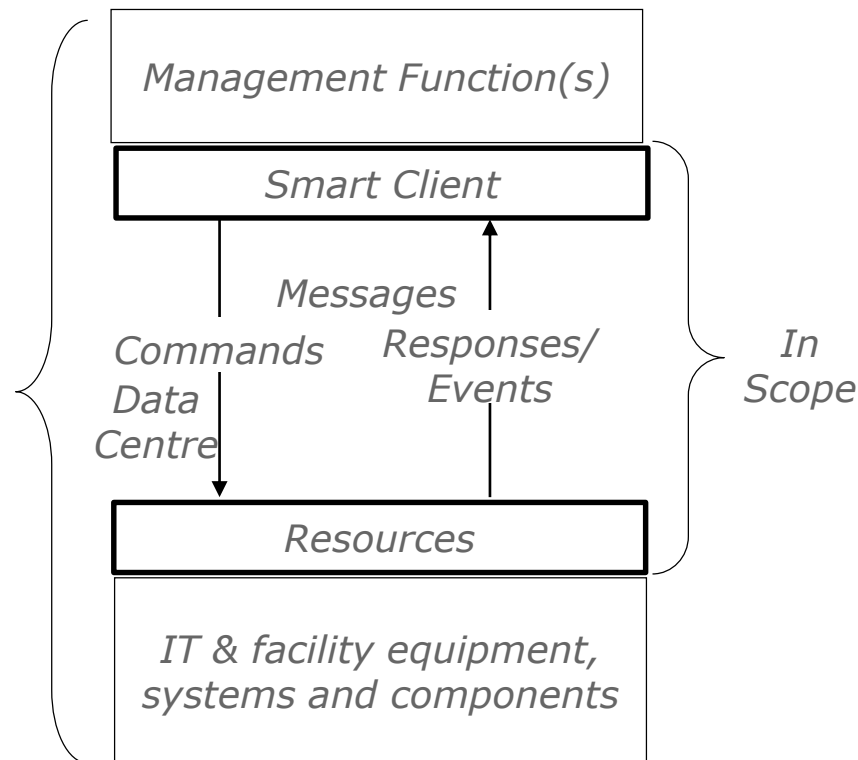 Management Function(s)
Smart Client
Messages
Commands
Responses/
Events
Data
Centre
In
Scope
Resources
IT & facility equipment,
systems and components